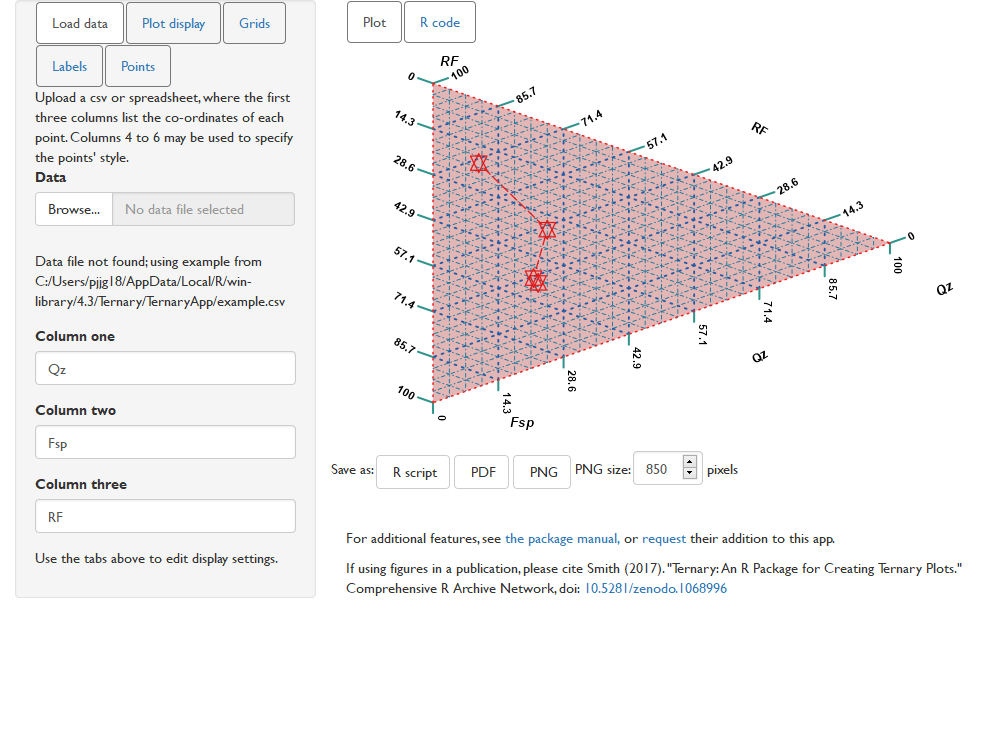 Load data
Plot display
Grids
Labels
Points
Upload a csv or spreadsheet, where the first
three columns list the co-ordinates of each
point. Columns 4 to 6 may be used to specify
the points' style.
Data
Browse...
No data file selected
Data file not found; using example from
C:/Users/pjjg18/AppData/Local/R/win-
library/4.3/Ternary/TernaryApp/example.csv
Column one
Qz
Column two
Fsp
Column three
RF
Use the tabs above to edit display settings.
Plot
R code
RF
0
100
14.3
85.7
28.6
71.4
42.9
57.1
57.1
42.9
71.4
28.6
85.7
14.3
100
0
RF
0
14.3
28.6
42.9
57.1
71.4
85.7
100
Qz
Qz
Fsp
Save as:
R script
PDF
PNG
PNG size:
850
pixels
For additional features, see the package manual, or request their addition to this app.
If using figures in a publication, please cite Smith (2017). "Ternary: An R Package for Creating Ternary Plots."
Comprehensive R Archive Network, doi: 10.5281/zenodo.1068996